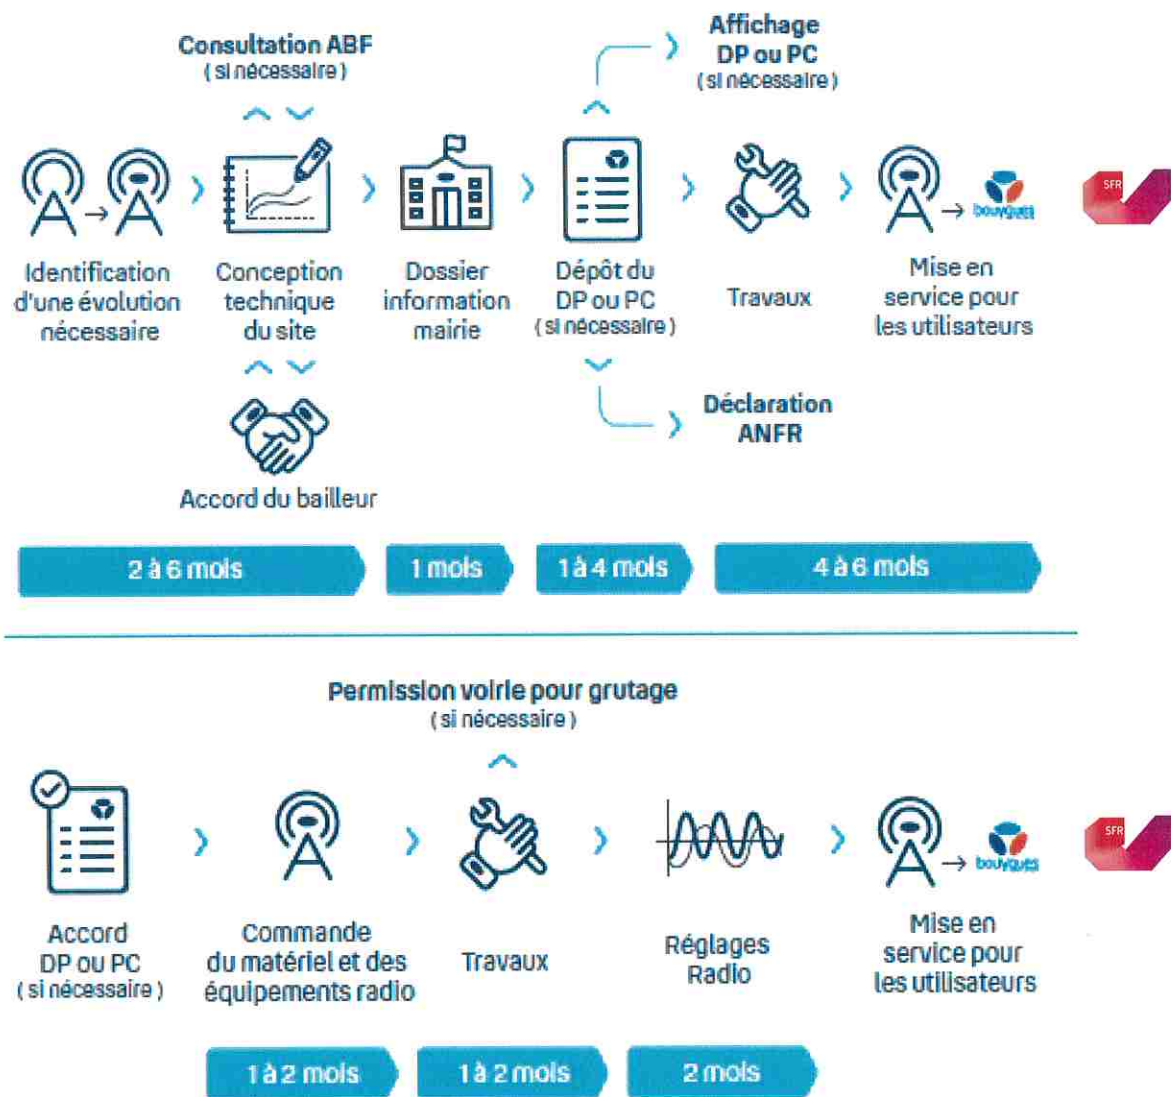 Consultation ABF
( si nécessaire )
Affichage
DP ou PC
( si nécessaire )
bouygues
SFR
Identification
d'une évolution
nécessaire
Conception
technique
du site
Dossier
information
mairie
Dépôt du
DP ou PC
( si nécessaire )
Travaux
Mise en
service pour
les utilisateurs
Déclaration
ANFR
Accord du bailleur
2 à 6 mois
1 mois
1 à 4 mois
4 à 6 mois
Permission voirie pour grutage
( si nécessaire )
bouygues
SFR
Accord
DP ou PC
( si nécessaire )
Commande
du matériel et des
équipements radio
Travaux
Réglages
Radio
Mise en
service pour
les utilisateurs
1 à 2 mois
1 à 2 mois
2 mois